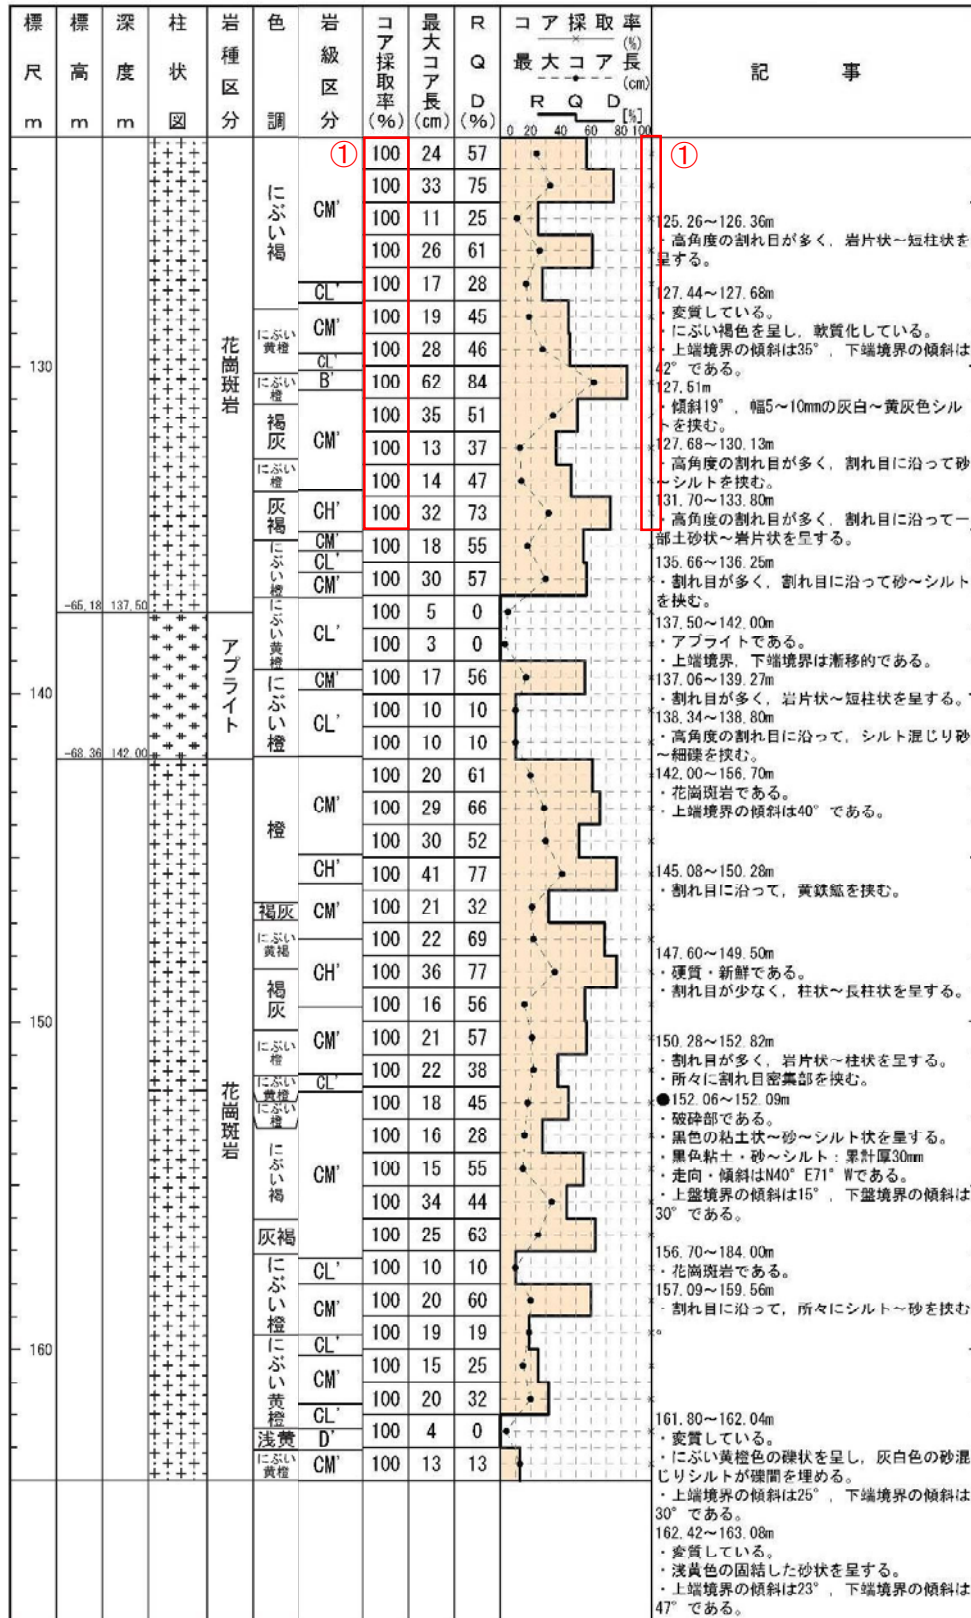 標尺m
標高m
深度m
柱状図
岩種区分
色調
岩級区分
コア採取率(%)
最大コア長(cm)
RQD(%)
コア採取率(%)
最大コア長(cm)
RQD[%]
0 20 40 60 80 100
記事
① ①
100 24 57
100 33 75
100 11 25
100 26 61
100 17 28
100 19 45
100 28 46
100 62 84
100 35 51
100 13 37
100 14 47
100 32 73
100 18 55
100 30 57
100 5 0
100 3 0
100 17 56
100 10 10
100 10 10
100 20 61
100 29 66
100 30 52
100 41 77
100 21 32
100 22 69
100 36 77
100 16 56
100 21 57
100 22 38
100 18 45
100 16 28
100 15 55
100 34 44
100 25 63
100 10 10
100 20 60
100 19 19
100 15 25
100 20 32
100 4 0
100 13 13
130
140
150
160
-65.18 137.50
-68.36 142.00
花崗斑岩
アプライト
花崗斑岩
にぶい褐
にぶい黄橙
にぶい橙
褐灰
にぶい橙
灰褐
にぶい橙
にぶい黄橙
にぶい橙
橙
褐灰
にぶい黄褐
褐灰
にぶい橙
にぶい黄橙
にぶい橙
にぶい褐
灰褐
にぶい橙
にぶい黄橙
浅黄
にぶい黄橙
CM'
CL'
CM'
CL'
B'
CM'
CH'
CM'
CL'
CM'
CL'
CM'
CL'
CM'
CH'
CM'
CH'
CM'
CL'
CM'
CL'
CM'
CL'
CM'
CL'
D'
CM'
125.26～126.36m
・高角度の割れ目が多く，岩片状～短柱状を
呈する。
127.44～127.68m
・変質している。
・にぶい褐色を呈し，軟質化している。
・上端境界の傾斜は35°，下端境界の傾斜は
42°である。
127.51m
・傾斜19°，幅5～10mmの灰白～黄灰色シル
トを挟む。
127.68～130.13m
・高角度の割れ目が多く，割れ目に沿って砂
～シルトを挟む。
131.70～133.80m
・高角度の割れ目が多く，割れ目に沿って一
部土砂状～岩片状を呈する。
135.66～136.25m
・割れ目が多く，割れ目に沿って砂～シルト
を挟む。
137.50～142.00m
・アプライトである。
・上端境界，下端境界は漸移的である。
137.06～139.27m
・割れ目が多く，岩片状～短柱状を呈する。
138.34～138.80m
・高角度の割れ目に沿って，シルト混じり砂
～細礫を挟む。
142.00～156.70m
・花崗斑岩である。
・上端境界の傾斜は40°である。
145.08～150.28m
・割れ目に沿って，黄鉄鉱を挟む。
147.60～149.50m
・硬質・新鮮である。
・割れ目が少なく，柱状～長柱状を呈する。
150.28～152.82m
・割れ目が多く，岩片状～柱状を呈する。
・所々に割れ目密集部を挟む。
●152.06～152.09m
・破砕部である。
・黒色の粘土状～砂～シルト状を呈する。
・黒色粘土・砂～シルト：累計厚30mm
・走向・傾斜はN40°E71°Wである。
・上盤境界の傾斜は15°，下盤境界の傾斜は
30°である。
156.70～184.00m
・花崗斑岩である。
157.09～159.56m
・割れ目に沿って，所々にシルト～砂を挟む
。
161.80～162.04m
・変質している。
・にぶい黄橙色の礫状を呈し，灰白色の砂混
じりシルトが礫間を埋める。
・上端境界の傾斜は25°，下端境界の傾斜は
30°である。
162.42～163.08m
・変質している。
・浅黄色の固結した砂状を呈する。
・上端境界の傾斜は23°，下端境界の傾斜は
47°である。